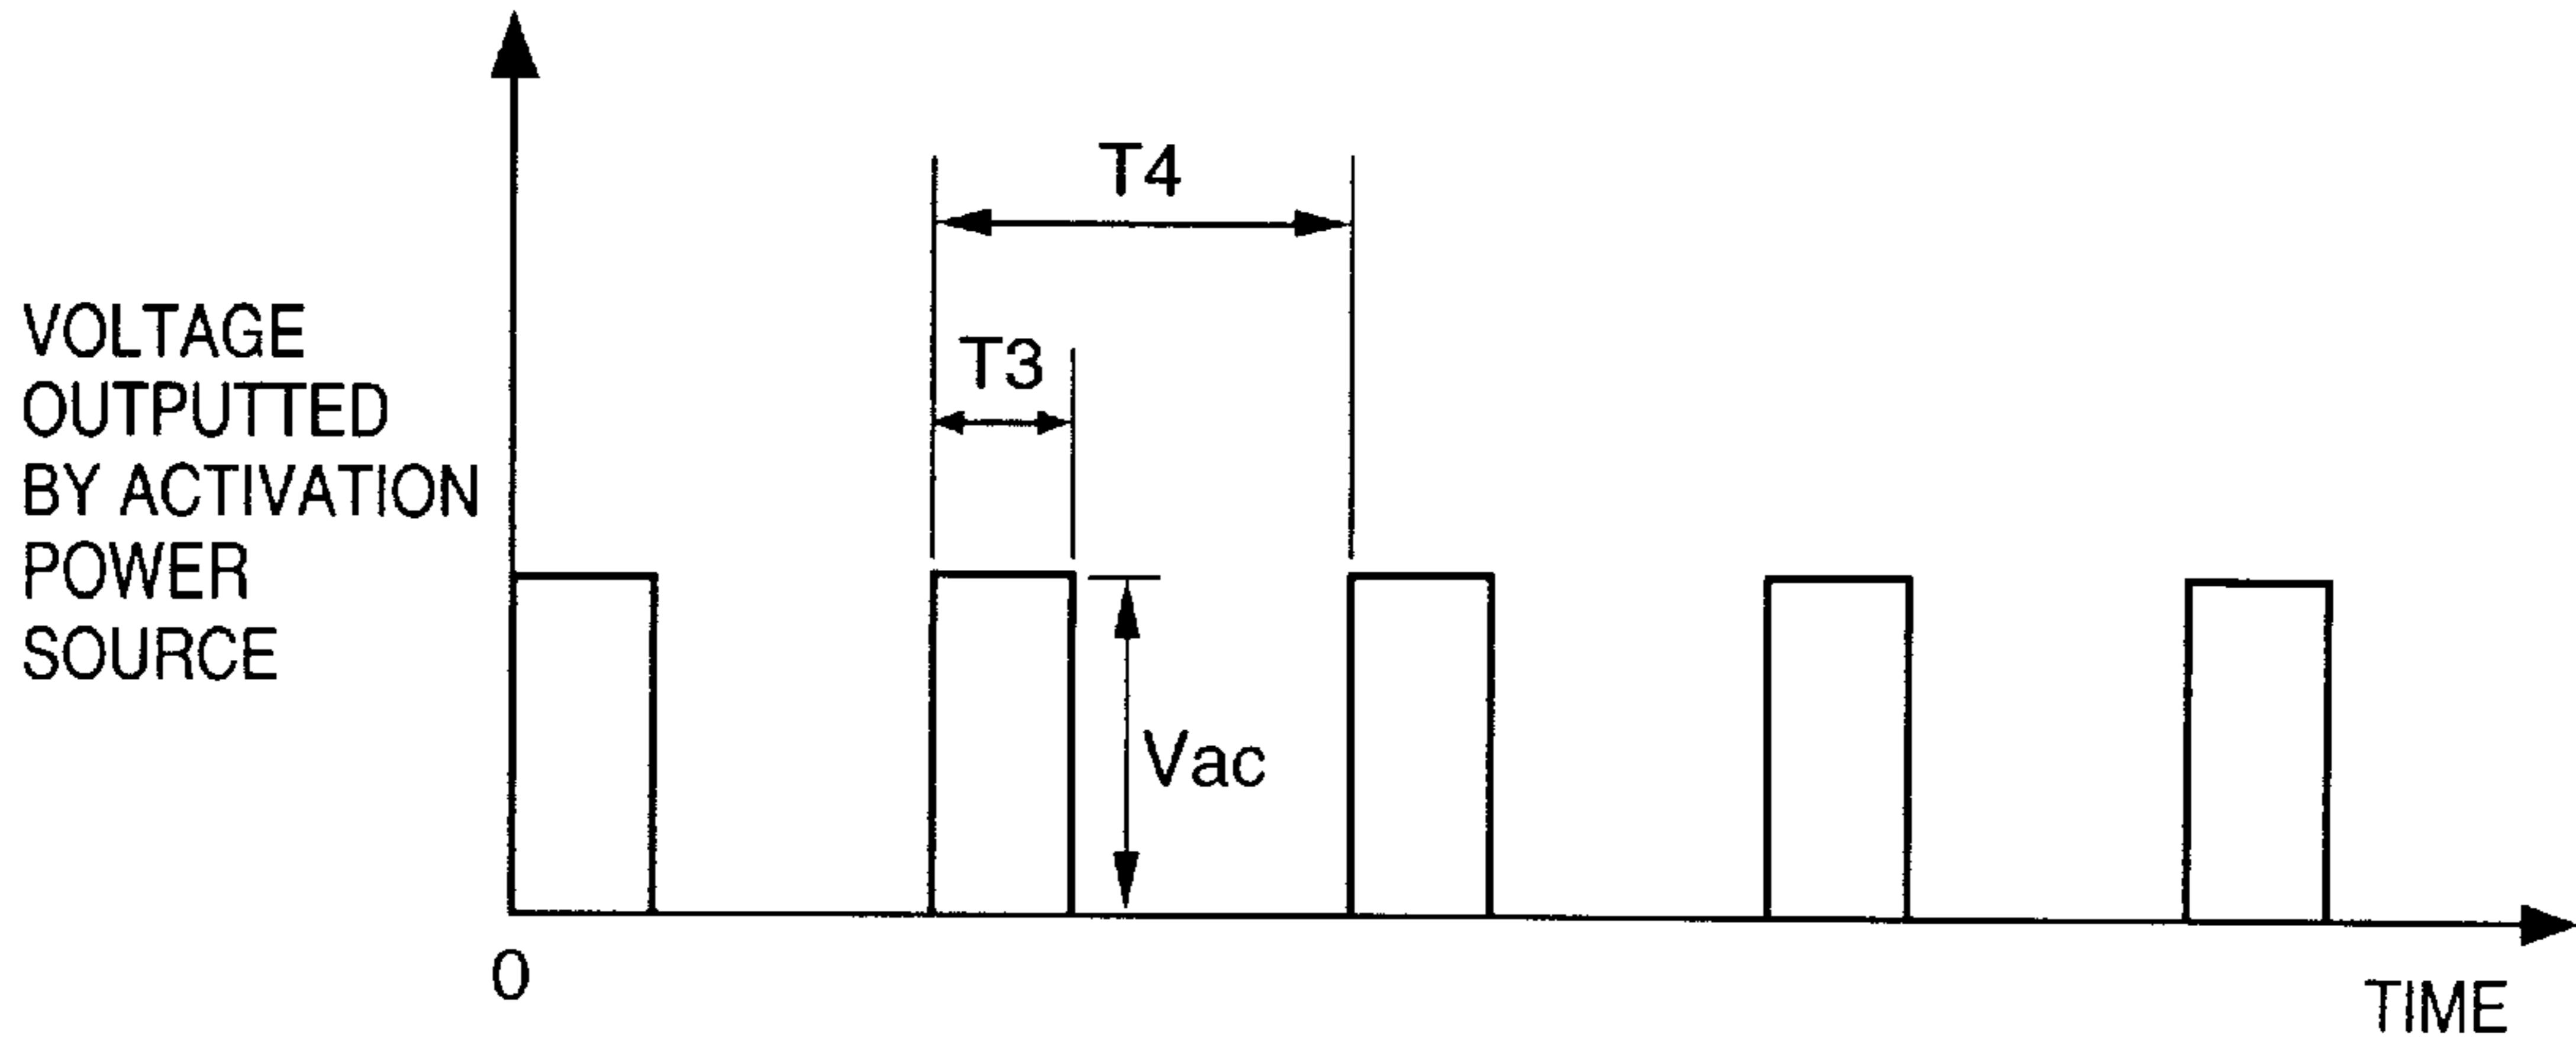 T4
T3
VOLTAGE
OUTPUTTED
BY ACTIVATION
POWER
SOURCE
Vac
0
TIME